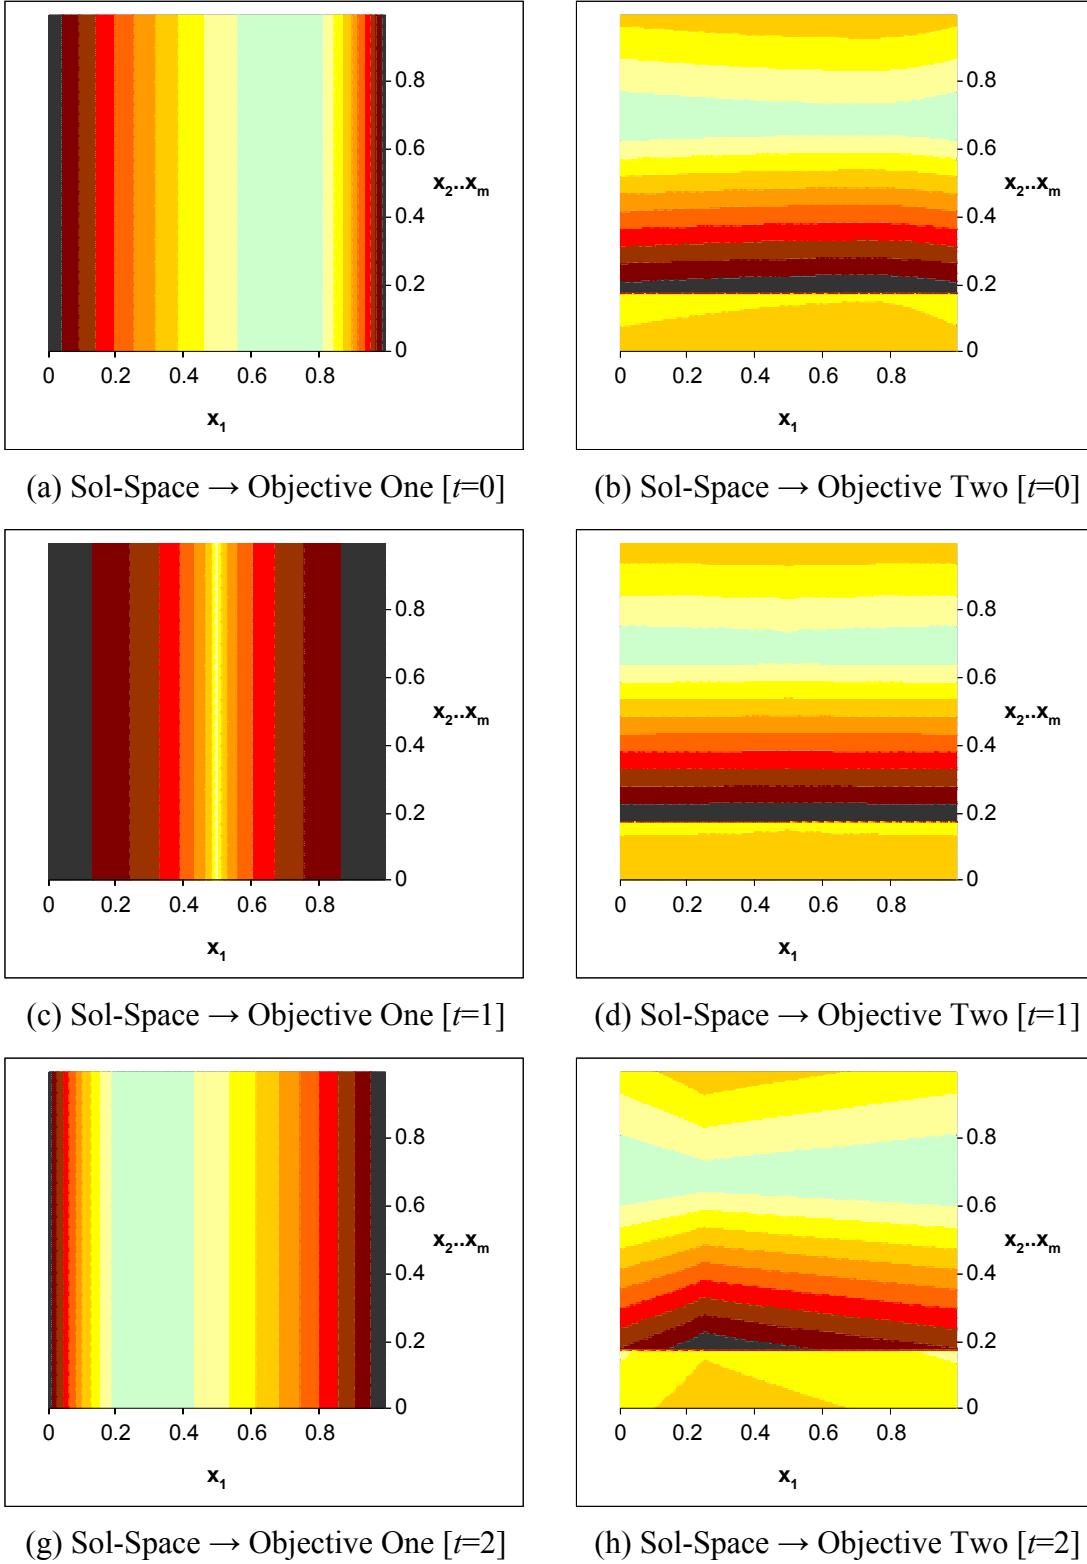 0.8
0.6
x2..xm
0.4
0.2
0
0 0.2 0.4 0.6 0.8
x1
0.8
0.6
x2..xm
0.4
0.2
0
0 0.2 0.4 0.6 0.8
x1
(a) Sol-Space → Objective One [t=0]
(b) Sol-Space → Objective Two [t=0]
0.8
0.6
x2..xm
0.4
0.2
0
0 0.2 0.4 0.6 0.8
x1
0.8
0.6
x2..xm
0.4
0.2
0
0 0.2 0.4 0.6 0.8
x1
(c) Sol-Space → Objective One [t=1]
(d) Sol-Space → Objective Two [t=1]
0.8
0.6
x2..xm
0.4
0.2
0
0 0.2 0.4 0.6 0.8
x1
0.8
0.6
x2..xm
0.4
0.2
0
0 0.2 0.4 0.6 0.8
x1
(g) Sol-Space → Objective One [t=2]
(h) Sol-Space → Objective Two [t=2]